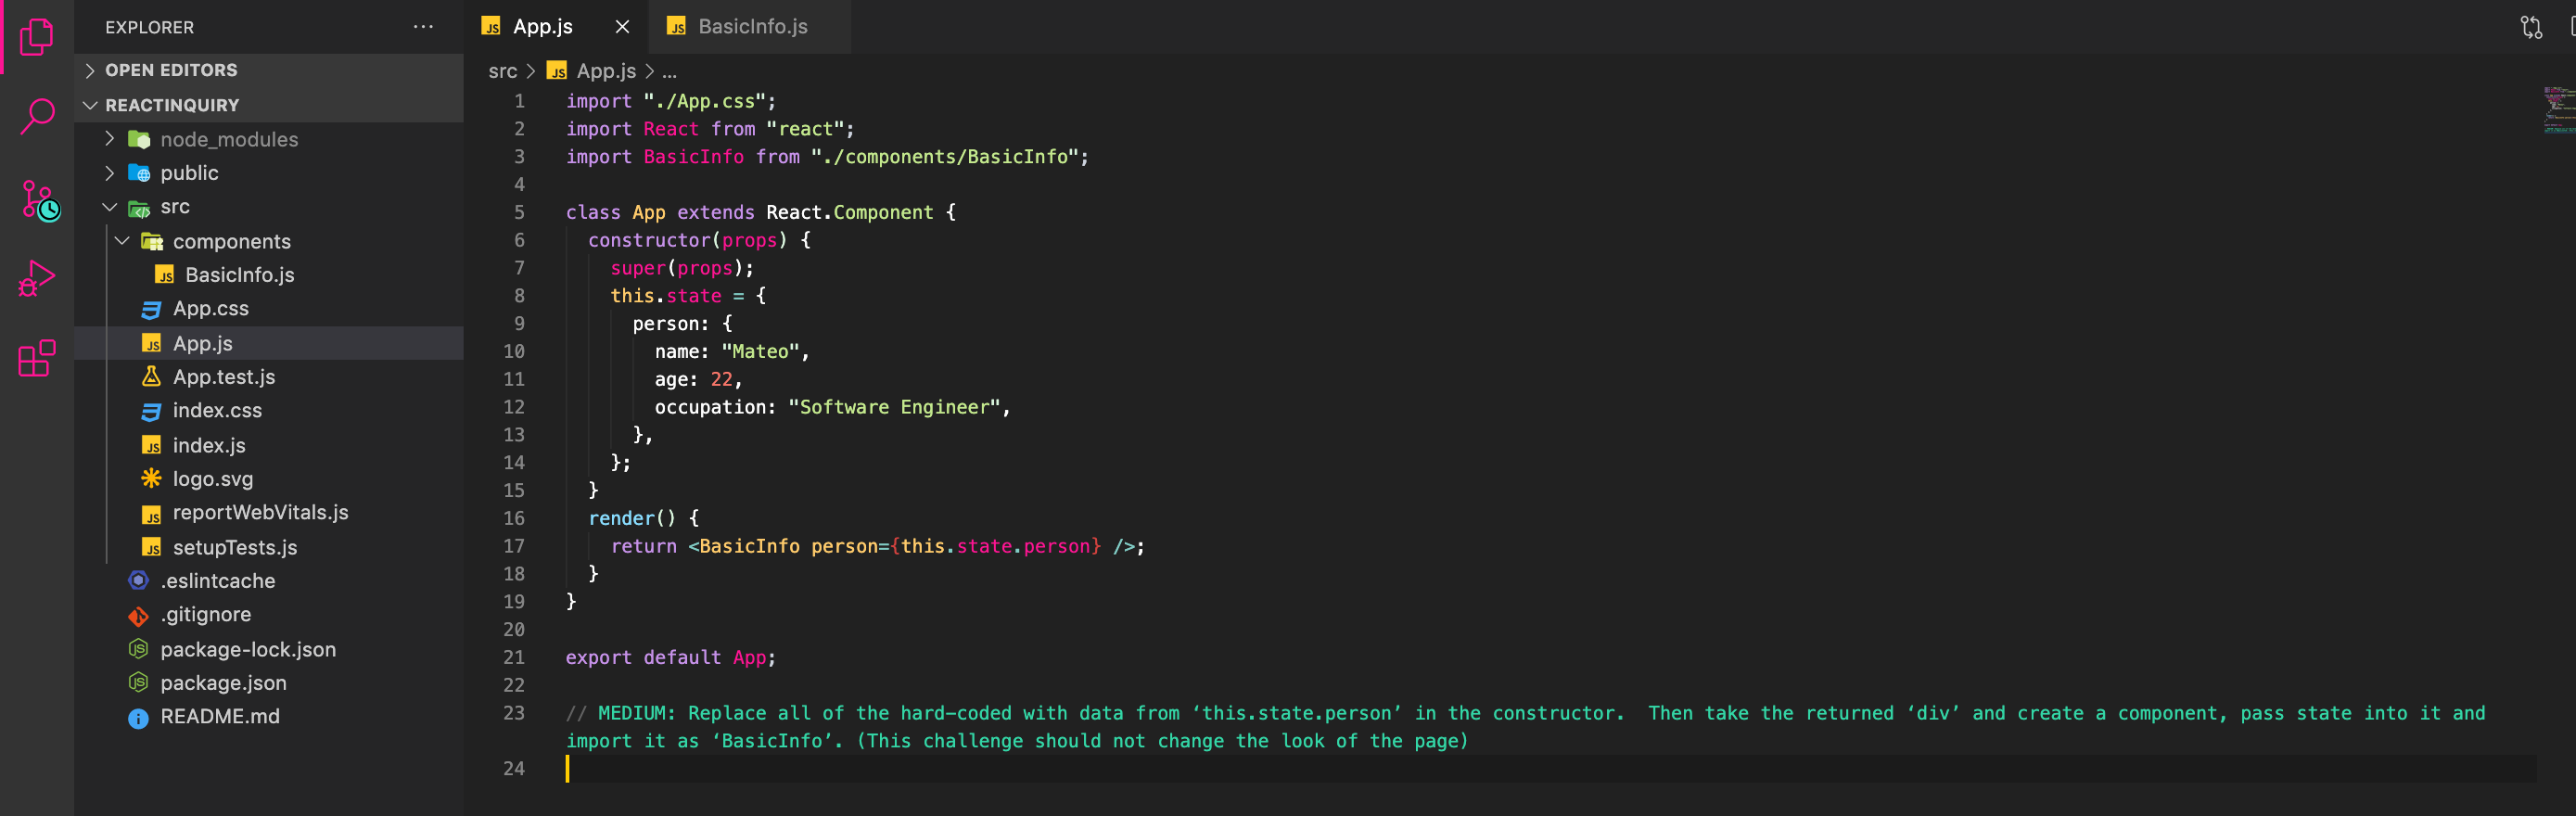 EXPLORER
OPEN EDITORS
REACTINQUIRY
node_modules
public
src
components
BasicInfo.js
App.css
App.js
App.test.js
index.css
index.js
logo.svg
reportWebVitals.js
setupTests.js
.eslintcache
.gitignore
package-lock.json
package.json
README.md
JS App.js
JS BasicInfo.js
src > JS App.js > ...
1 import "./App.css";
2 import React from "react";
3 import BasicInfo from "./components/BasicInfo";
4
5 class App extends React.Component {
6 constructor(props) {
7 super(props);
8 this.state = {
9 person: {
10 name: "Mateo",
11 age: 22,
12 occupation: "Software Engineer",
13 },
14 };
15 }
16 render() {
17 return <BasicInfo person={this.state.person} />;
18 }
19 }
20
21 export default App;
22
23 // MEDIUM: Replace all of the hard-coded with data from ‘this.state.person’ in the constructor.  Then take the returned ‘div’ and create a component, pass state into it and
import it as ‘BasicInfo’. (This challenge should not change the look of the page)
24